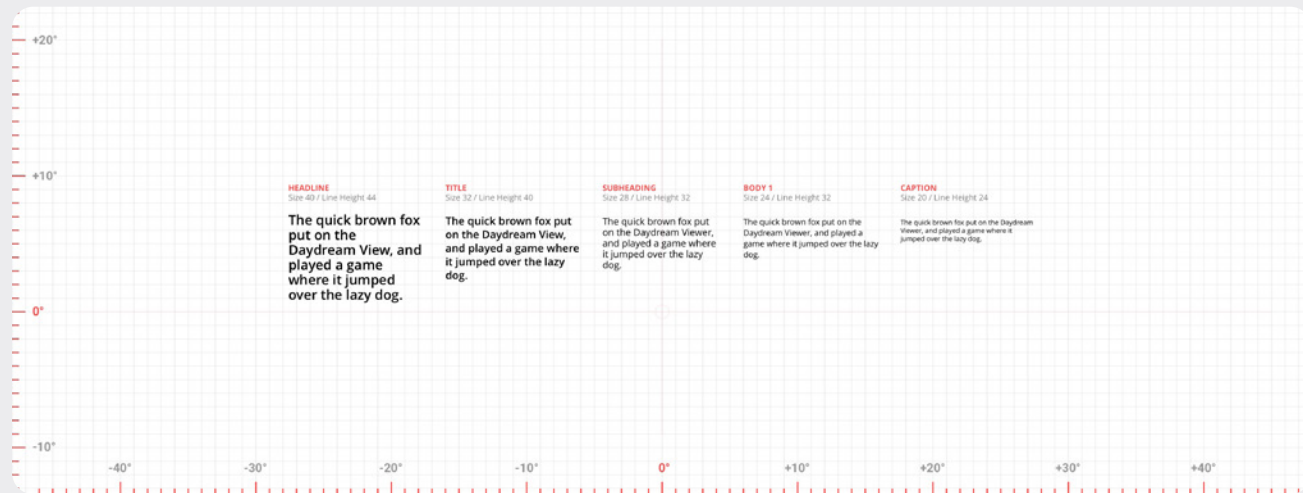 +20°
+10°
HEADLINE
Size 40 / Line Height 44
The quick brown fox
put on the
Daydream View, and
played a game
where it jumped
over the lazy dog.
TITLE
Size 32 / Line Height 40
The quick brown fox put
on the Daydream View,
and played a game where
it jumped over the lazy
dog.
SUBHEADING
Size 28 / Line Height 32
The quick brown fox put
on the Daydream Viewer,
and played a game where
it jumped over the lazy
dog.
BODY 1
Size 24 / Line Height 32
The quick brown fox put on the
Daydream Viewer, and played a
game where it jumped over the lazy
dog.
CAPTION
Size 20 / Line Height 24
The quick brown fox put on the Daydream
Viewer, and played a game where it
jumped over the lazy dog.
0°
-10°
-40°
-30°
-20°
-10°
0°
+10°
+20°
+30°
+40°